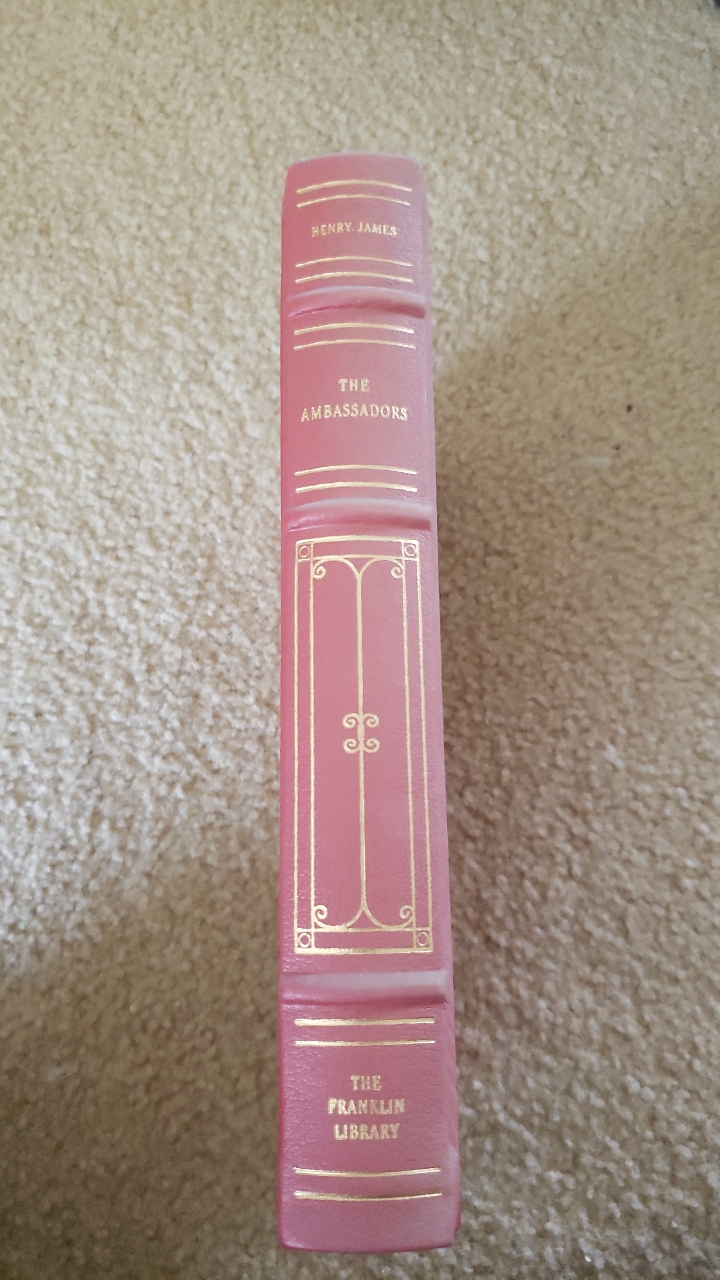 HENRY JAMES
THE
AMBASSADORS
THE
FRANKLIN
LIBRARY